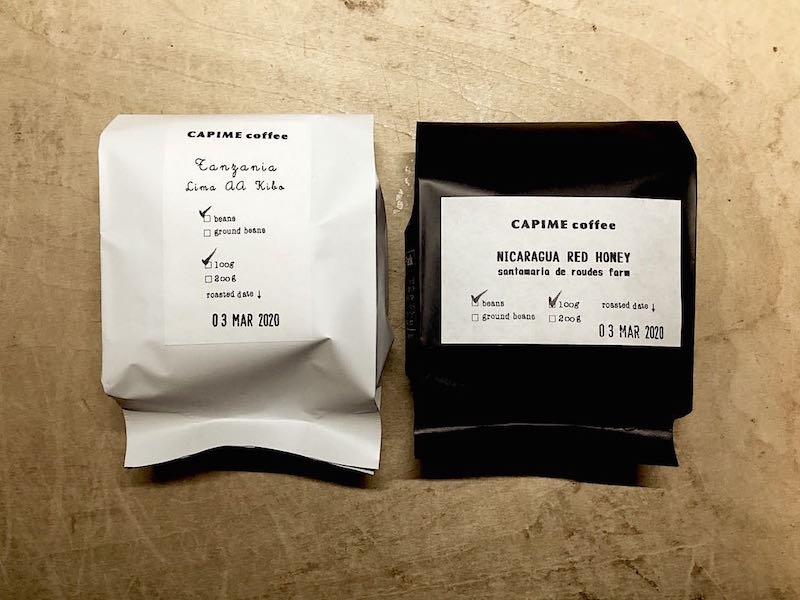 CAPIME coffee
Tanzania
Lima AA Kibo
beans
ground beans
100g
200g
roasted date ↓
03 MAR 2020
CAPIME coffee
NICARAGUA RED HONEY
santamaria de roudes farm
beans 100g roasted date ↓
ground beans 200g
03 MAR 2020